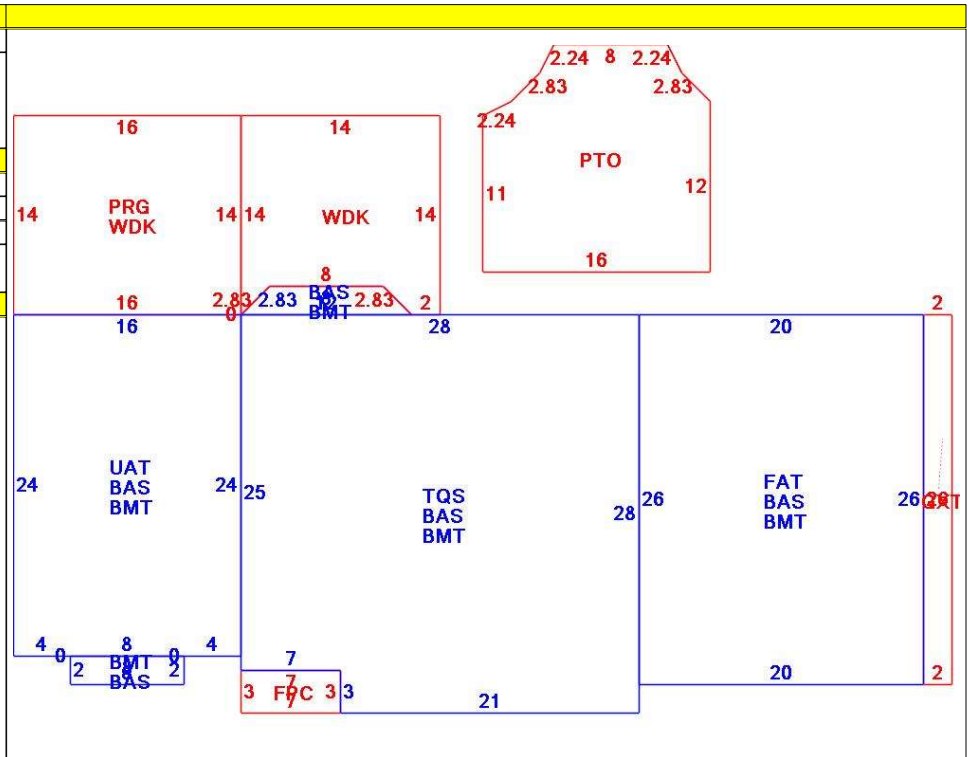 2.24 8 2.24
2.83 2.83
2.24
16 14
PTO
11 12
PRG
WDK
14 14 14 WDK 14
16
8
16 2.83 2.83 BAS 2.83 2 2
BMT
0
16 28 20
24 UAT 24 25
BAS
BMT
TQS
BAS
BMT
28 26
FAT
BAS
BMT
26
4 0 8 0 4
2 BMT 2
BAS
7
7
3 FPC 3 3
7
21
20 2